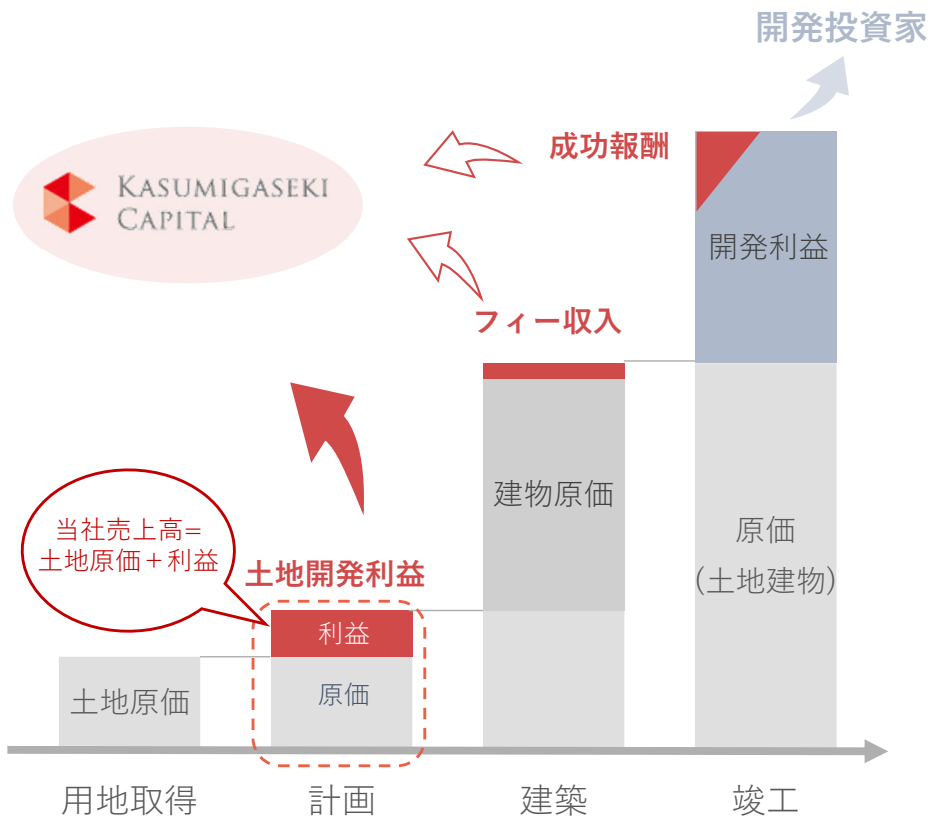 開発投資家
成功報酬
KASUMIGASEKI
CAPITAL
開発利益
フィー収入
建物原価
当社売上高=
土地原価+利益
原価
(土地建物)
土地開発利益
利益
土地原価
原価
用地取得
計画
建築
竣工